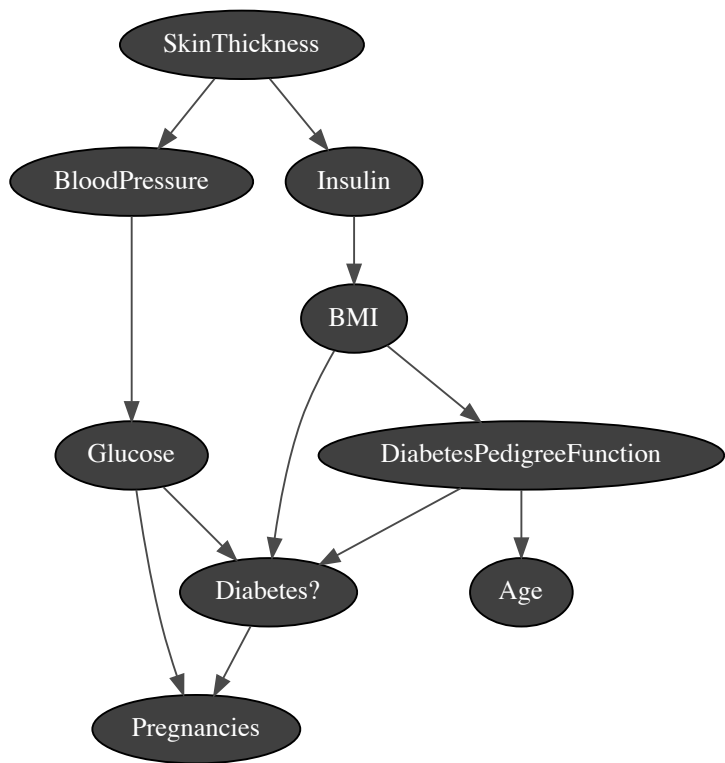 SkinThickness
BloodPressure
Insulin
BMI
Glucose
DiabetesPedigreeFunction
Diabetes?
Age
Pregnancies